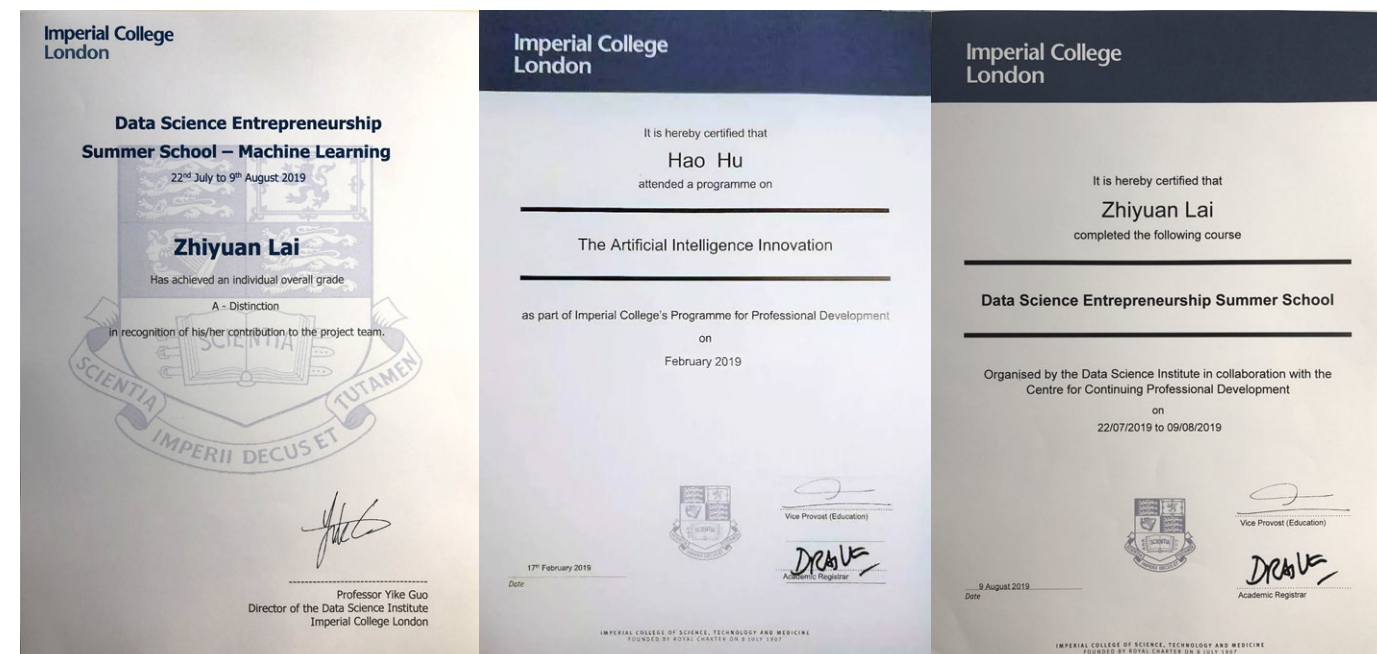 Imperial College
London
Data Science Entrepreneurship
Summer School – Machine Learning
22nd July to 9th August 2019
Zhiyuan Lai
Has achieved an individual overall grade
A - Distinction
in recognition of his/her contribution to the project team.
SCIENTIA
SCIENTIA
IMPERII DECUS ET
TUTAMEN
Professor Yike Guo
Director of the Data Science Institute
Imperial College London
Imperial College
London
It is hereby certified that
Hao Hu
attended a programme on
The Artificial Intelligence Innovation
as part of Imperial College's Programme for Professional Development
on
February 2019
SCIENTIA
Vice Provost (Education)
Academic Registrar
17th February 2019
Date
IMPERIAL COLLEGE OF SCIENCE, TECHNOLOGY AND MEDICINE
FOUNDED BY ROYAL CHARTER ON 8 JULY 1907
Imperial College
London
It is hereby certified that
Zhiyuan Lai
completed the following course
Data Science Entrepreneurship Summer School
Organised by the Data Science Institute in collaboration with the
Centre for Continuing Professional Development
on
22/07/2019 to 09/08/2019
SCIENTIA
Vice Provost (Education)
Academic Registrar
9 August 2019
Date
IMPERIAL COLLEGE OF SCIENCE, TECHNOLOGY AND MEDICINE
FOUNDED BY ROYAL CHARTER ON 8 JULY 1907